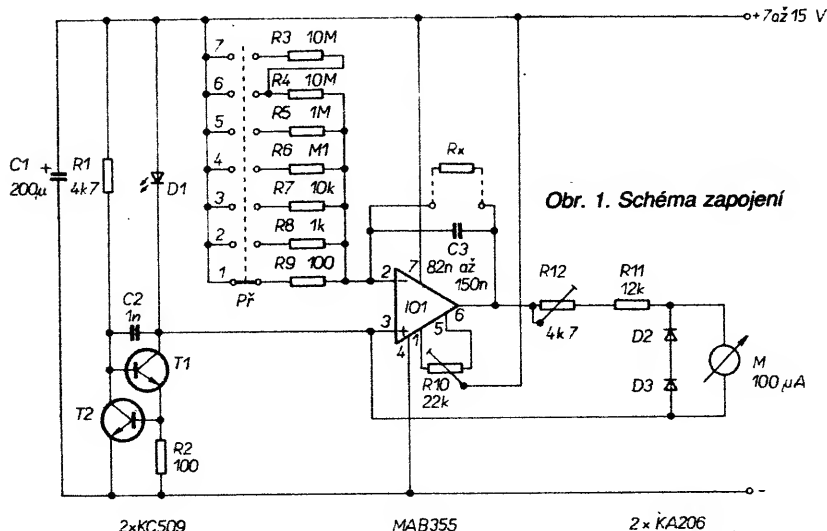 +7až 15 V
R3 10M
7
R4 10M
6
R5 1M
5
R6 M1
4
R7 10k
3
R8 1k
2
R9 100
1
Př
C1 +
200µ
R1
4k7
D1
C2
1n
T1
T2
R2
100
Rx
C3
82n až
150n
2
7
3
IO1
6
5
4
1
R10
22k
R12
4k7
R11
12k
D2
D3
M
100 µA
-
Obr. 1. Schéma zapojení
2×KC509
MAB355
2 × KA206